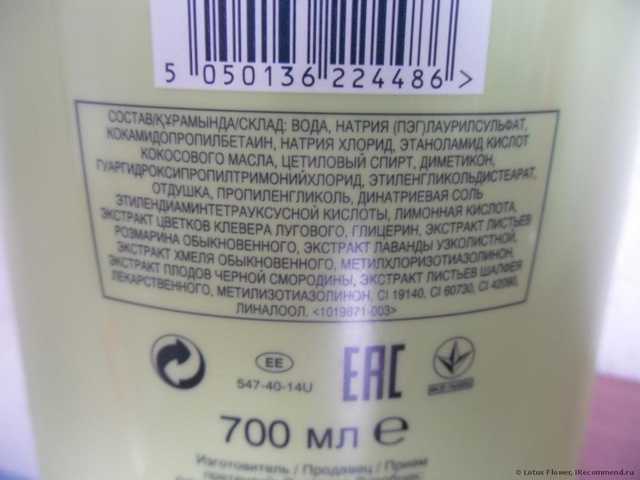 5 050136 224486 >
СОСТАВ/ҚҰРАМЫНДА/СКЛАД: ВОДА, НАТРИЯ (ПЭГ)ЛАУРИЛСУЛЬФАТ,
КОКАМИДОПРОПИЛБЕТАИН, НАТРИЯ ХЛОРИД, ЭТАНОЛАМИД КИСЛОТ
КОКОСОВОГО МАСЛА, ЦЕТИЛОВЫЙ СПИРТ, ДИМЕТИКОН,
ГУАРГИДРОКСИПРОПИЛТРИМОНИЙХЛОРИД, ЭТИЛЕНГЛИКОЛЬДИСТЕАРАТ,
ОТДУШКА, ПРОПИЛЕНГЛИКОЛЬ, ДИНАТРИЕВАЯ СОЛЬ
ЭТИЛЕНДИАМИНТЕТРАУКСУСНОЙ КИСЛОТЫ, ЛИМОННАЯ КИСЛОТА,
ЭКСТРАКТ ЦВЕТКОВ КЛЕВЕРА ЛУГОВОГО, ГЛИЦЕРИН, ЭКСТРАКТ ЛИСТЬЕВ
РОЗМАРИНА ОБЫКНОВЕННОГО, ЭКСТРАКТ ЛАВАНДЫ УЗКОЛИСТНОЙ,
ЭКСТРАКТ ХМЕЛЯ ОБЫКНОВЕННОГО, МЕТИЛХЛОРИЗОТИАЗОЛИНОН,
ЭКСТРАКТ ПЛОДОВ ЧЕРНОЙ СМОРОДИНЫ, ЭКСТРАКТ ЛИСТЬЕВ ШАЛФЕЯ
ЛЕКАРСТВЕННОГО, МЕТИЛИЗОТИАЗОЛИНОН, CI 19140, CI 60730, CI 42090,
ЛИНАЛООЛ. <1019871-003>
EE
547-40-14U
EAC
700 мл e
Изготовитель / Продавец / Прием
© Lotus Flower, IRecommend.ru